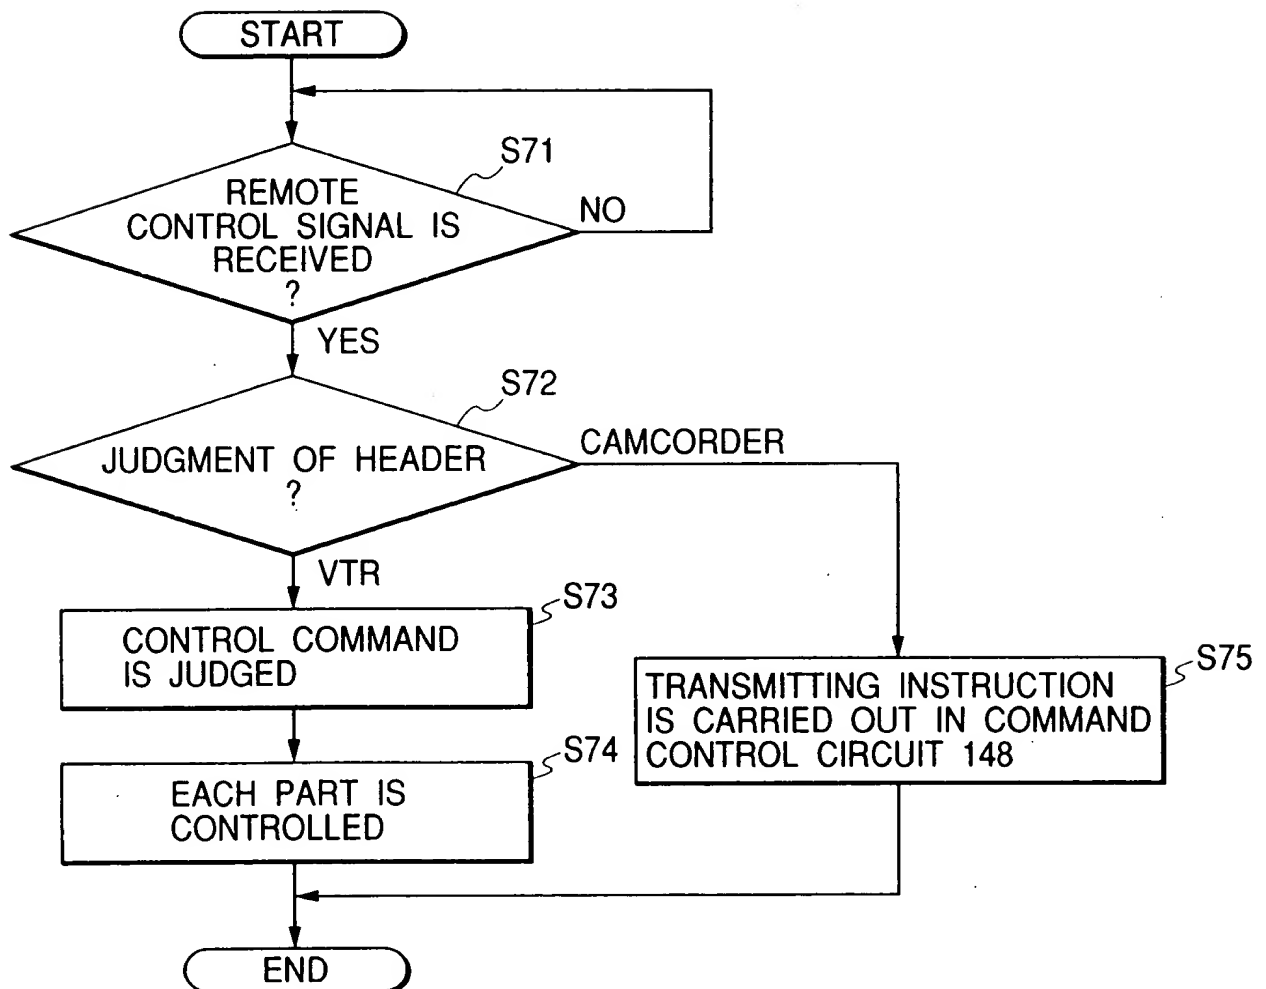 START
S71
REMOTE
CONTROL SIGNAL IS
RECEIVED
?
NO
YES
S72
JUDGMENT OF HEADER
?
CAMCORDER
VTR
S73
CONTROL COMMAND
IS JUDGED
S75
TRANSMITTING INSTRUCTION
IS CARRIED OUT IN COMMAND
CONTROL CIRCUIT 148
S74
EACH PART IS
CONTROLLED
END